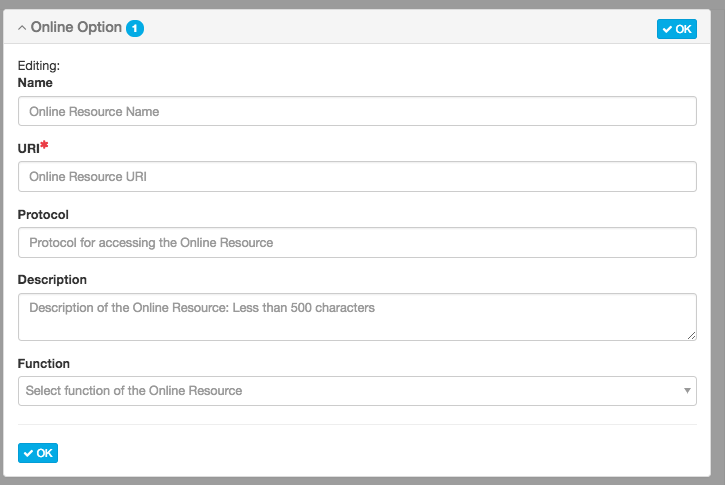 Online Option 1
OK
Editing:
Name
Online Resource Name
URI*
Online Resource URI
Protocol
Protocol for accessing the Online Resource
Description
Description of the Online Resource: Less than 500 characters
Function
Select function of the Online Resource
OK